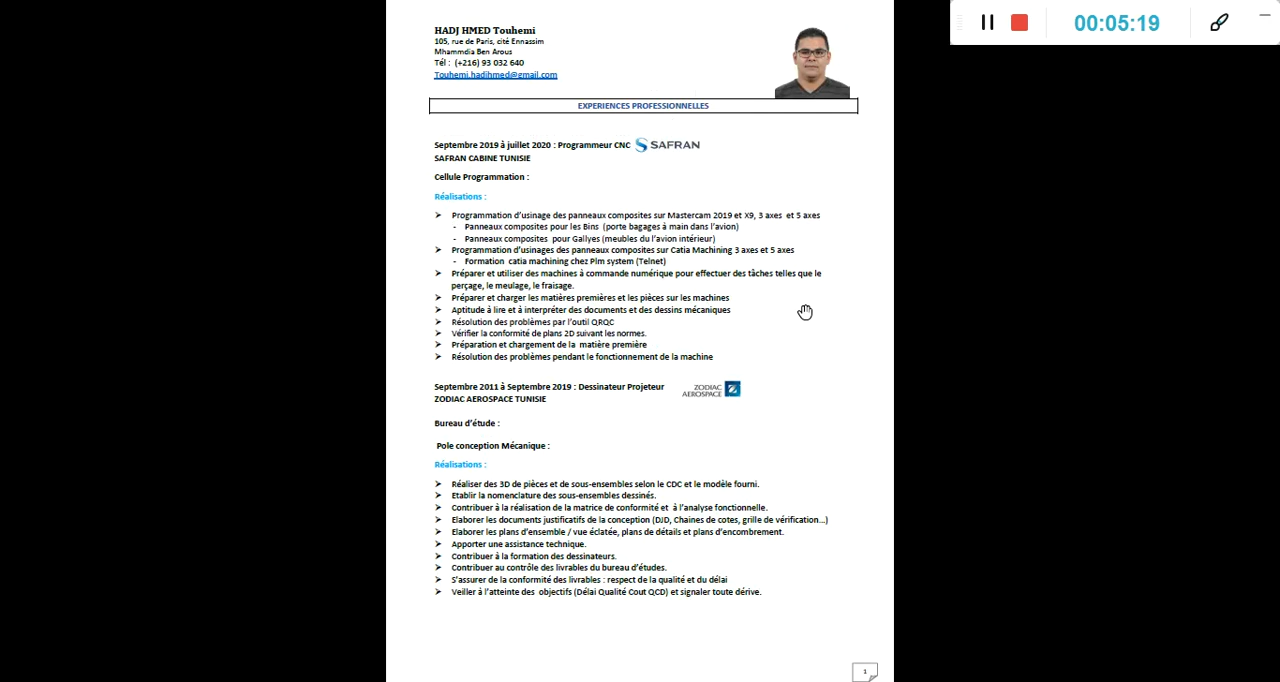 00:05:19
HADJ HMED Touhemi
105, rue de Paris, cité Ennassim
Mhammdia Ben Arous
Tél : (+216) 93 032 640
Touhemi.hadjhmed@gmail.com
EXPERIENCES PROFESSIONNELLES
Septembre 2019 à juillet 2020 : Programmeur CNC SAFRAN
SAFRAN CABINE TUNISIE
Cellule Programmation :
Réalisations :
➢ Programmation d'usinage des panneaux composites sur Mastercam 2019 et X9, 3 axes et 5 axes
- Panneaux composites pour les Bins (porte bagages à main dans l'avion)
- Panneaux composites pour Gallyes (meubles du l'avion intérieur)
➢ Programmation d'usinages des panneaux composites sur Catia Machining 3 axes et 5 axes
- Formation catia machining chez Plm system (Telnet)
➢ Préparer et utiliser des machines à commande numérique pour effectuer des tâches telles que le
perçage, le meulage, le fraisage.
➢ Préparer et charger les matières premières et les pièces sur les machines
➢ Aptitude à lire et à interpréter des documents et des dessins mécaniques
➢ Résolution des problèmes par l'outil QRQC
➢ Vérifier la conformité de plans 2D suivant les normes.
➢ Préparation et chargement de la matière première
➢ Résolution des problèmes pendant le fonctionnement de la machine
Septembre 2011 à Septembre 2019 : Dessinateur Projeteur ZODIAC AEROSPACE
ZODIAC AEROSPACE TUNISIE
Bureau d'étude :
Pole conception Mécanique :
Réalisations :
➢ Réaliser des 3D de pièces et de sous-ensembles selon le CDC et le modèle fourni.
➢ Etablir la nomenclature des sous-ensembles dessinés.
➢ Contribuer à la réalisation de la matrice de conformité et à l'analyse fonctionnelle.
➢ Elaborer les documents justificatifs de la conception (DJD, Chaines de cotes, grille de vérification...)
➢ Elaborer les plans d'ensemble / vue éclatée, plans de détails et plans d'encombrement.
➢ Apporter une assistance technique.
➢ Contribuer à la formation des dessinateurs.
➢ Contribuer au contrôle des livrables du bureau d'études.
➢ S'assurer de la conformité des livrables : respect de la qualité et du délai
➢ Veiller à l'atteinte des objectifs (Délai Qualité Cout QCD) et signaler toute dérive.
1